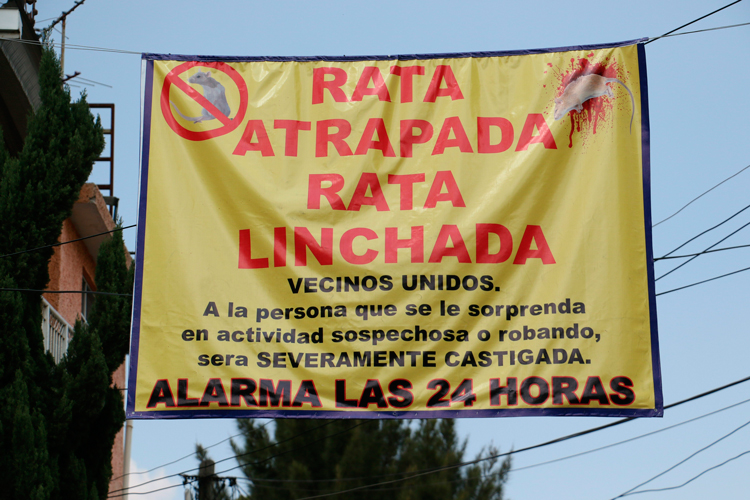 RATA
ATRAPADA
RATA
LINCHADA
VECINOS UNIDOS.
A la persona que se le sorprenda
en actividad sospechosa o robando,
sera SEVERAMENTE CASTIGADA.
ALARMA LAS 24 HORAS